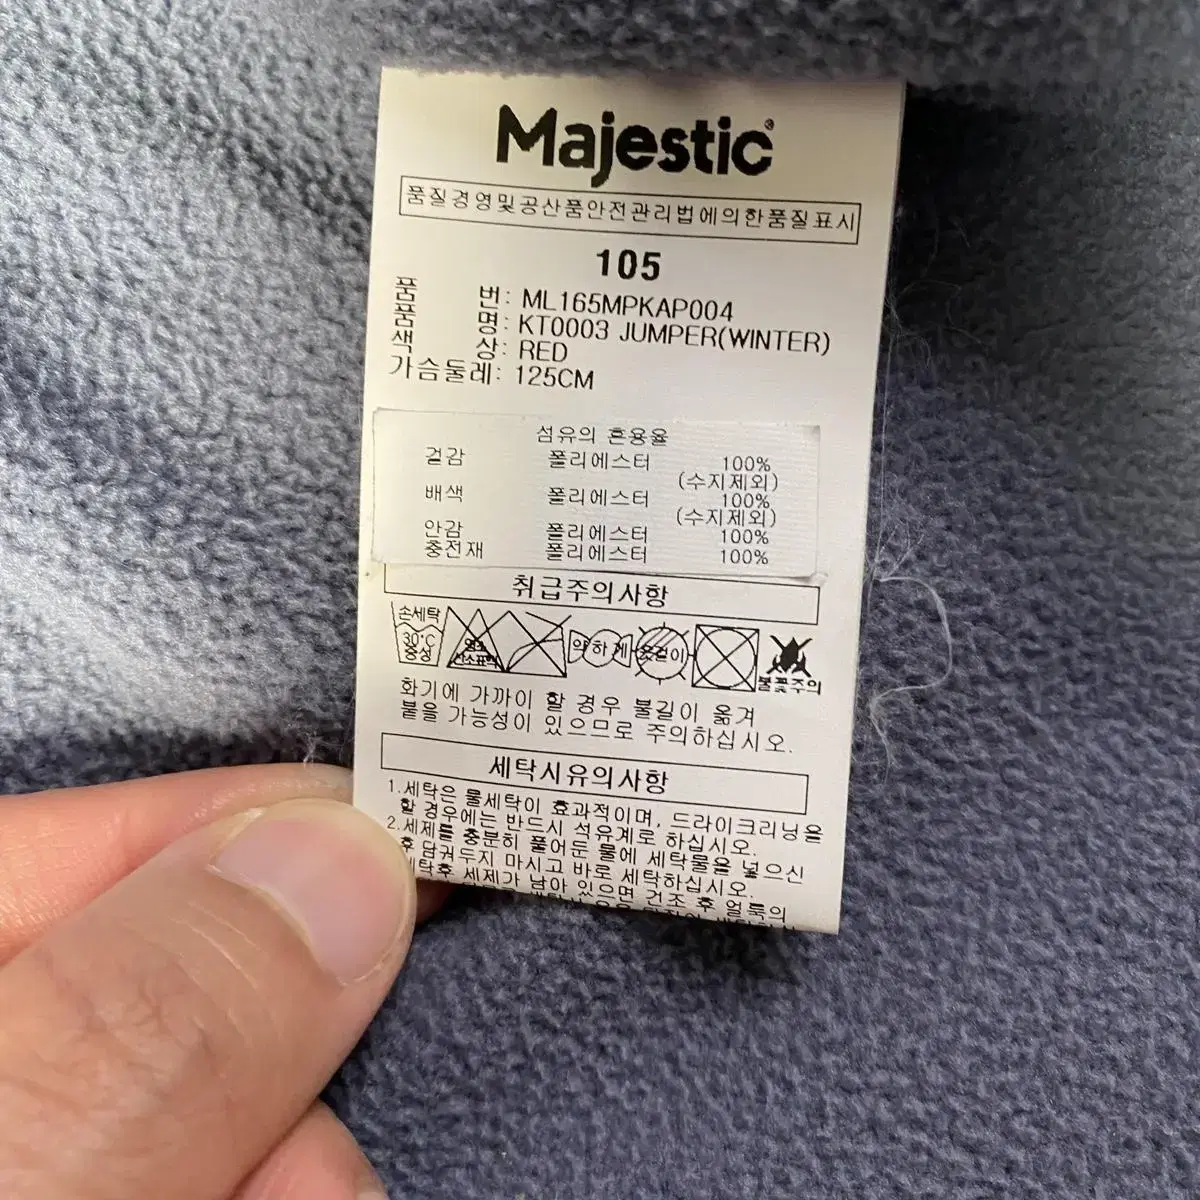 Majestic®
품질경영및공산품안전관리법에의한품질표시
105
품 번: ML165MPKAP004
품 명: KT0003 JUMPER(WINTER)
색 상: RED
가슴둘레: 125CM
섬유의 혼용율
겉감 폴리에스터 100%
(수지제외)
배색 폴리에스터 100%
(수지제외)
안감 폴리에스터 100%
충전재 폴리에스터 100%
취급주의사항
손세탁
30°C
중성
염소
산소표백
약하게
옷걸이
불꽃주의
화기에 가까이 할 경우 불길이 옮겨
붙을 가능성이 있으므로 주의하십시오.
세탁시유의사항
1.세탁은 물세탁이 효과적이며, 드라이크리닝을
할 경우에는 반드시 석유계로 하십시오.
2.세제를 충분히 풀어둔 물에 세탁물을 넣으신
후 담궈두지 마시고 바로 세탁하십시오.
세탁후 세제가 남아 있으면 건조 후 얼룩의